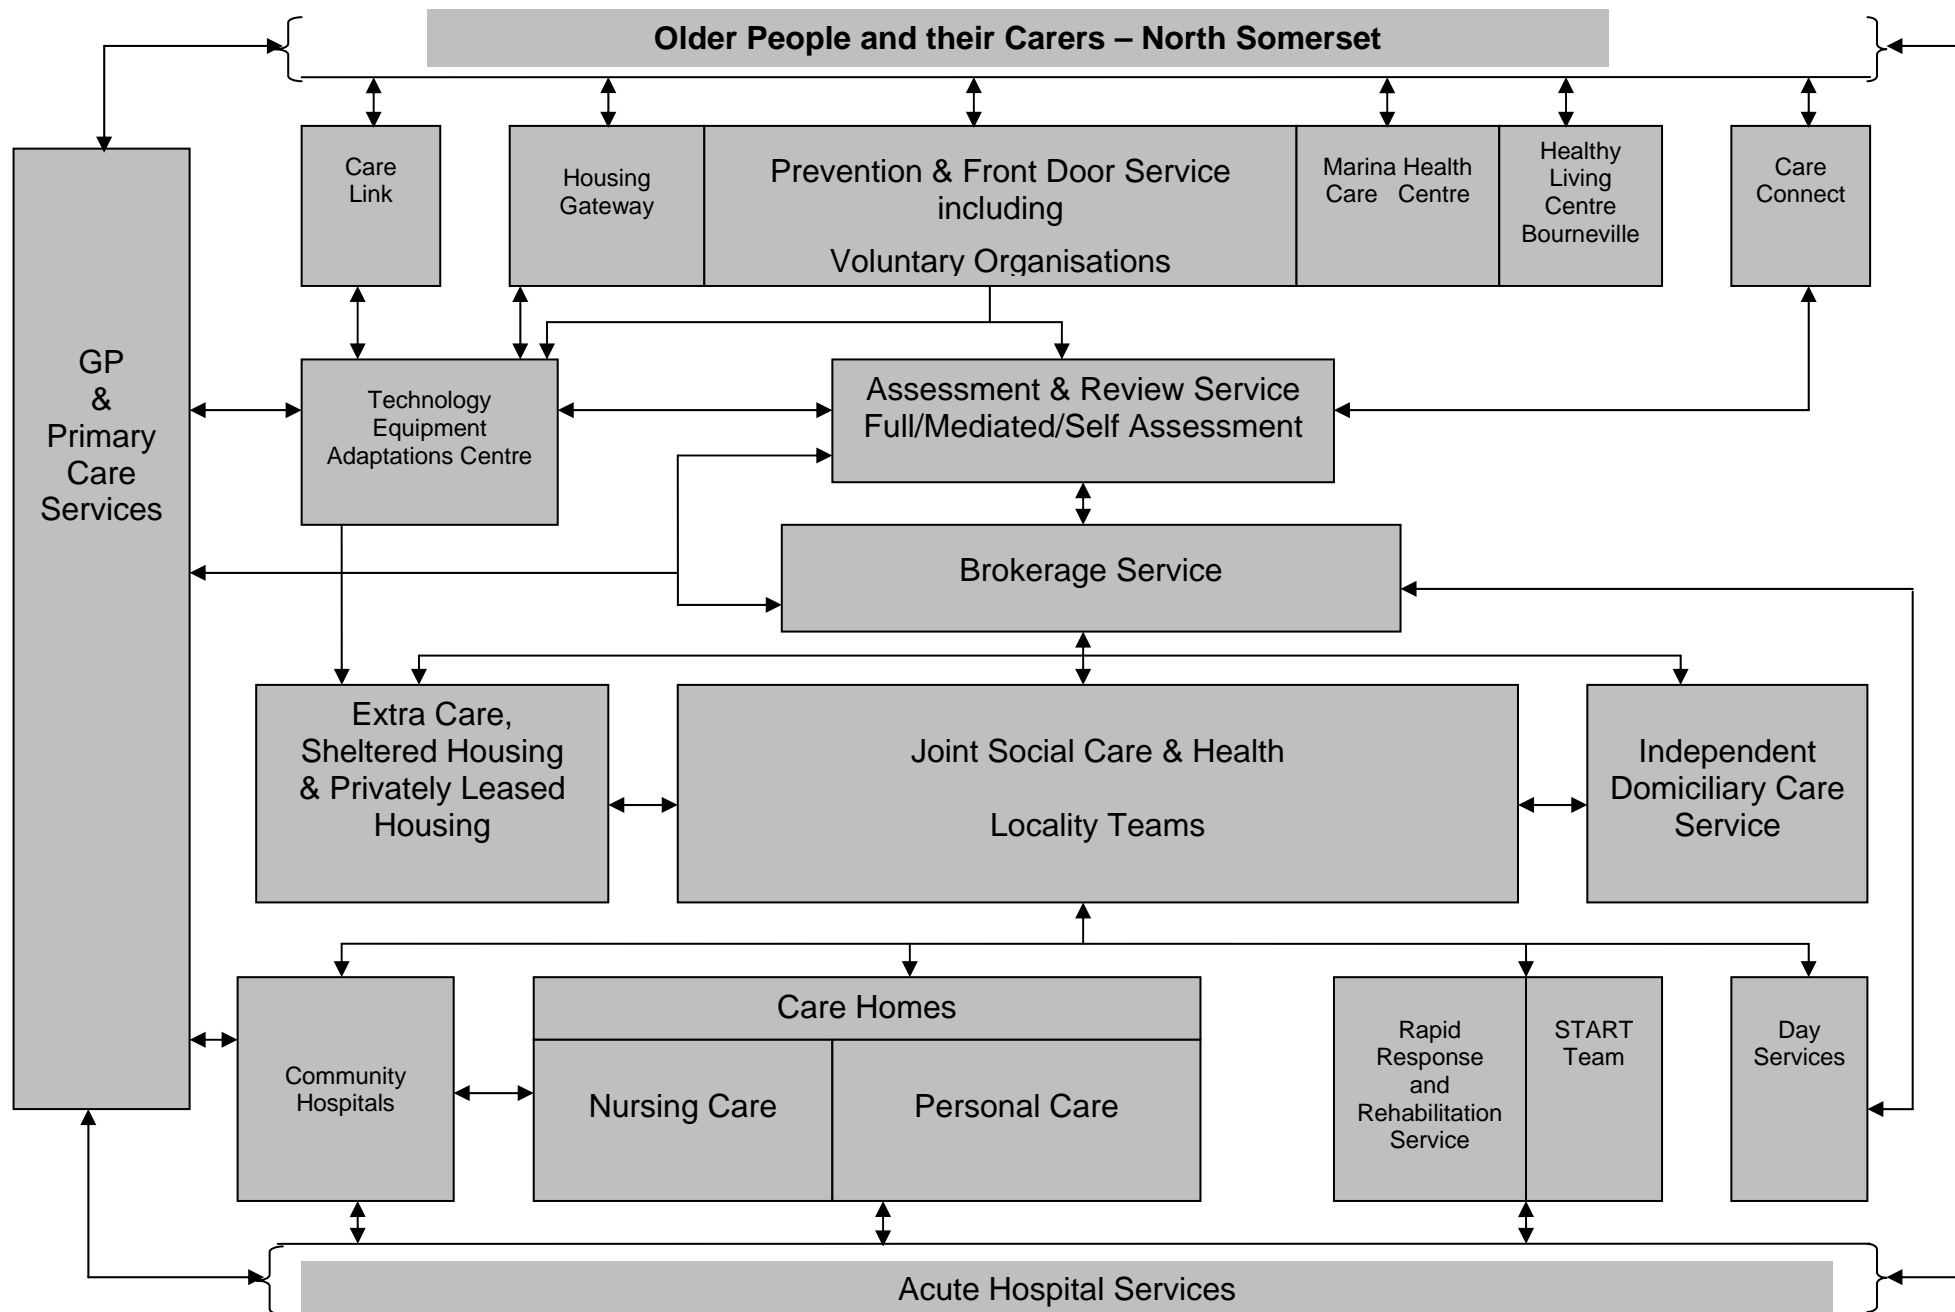 Older People and their Carers – North Somerset
Care
Link
Housing
Gateway
Prevention & Front Door Service
including
Voluntary Organisations
Marina Health
Care Centre
Healthy
Living
Centre
Bourneville
Care
Connect
GP
&
Primary
Care
Services
Technology
Equipment
Adaptations Centre
Assessment & Review Service
Full/Mediated/Self Assessment
Brokerage Service
Extra Care,
Sheltered Housing
& Privately Leased
Housing
Joint Social Care & Health
Locality Teams
Independent
Domiciliary Care
Service
Community
Hospitals
Care Homes
Nursing Care
Personal Care
Rapid
Response
and
Rehabilitation
Service
START
Team
Day
Services
Acute Hospital Services